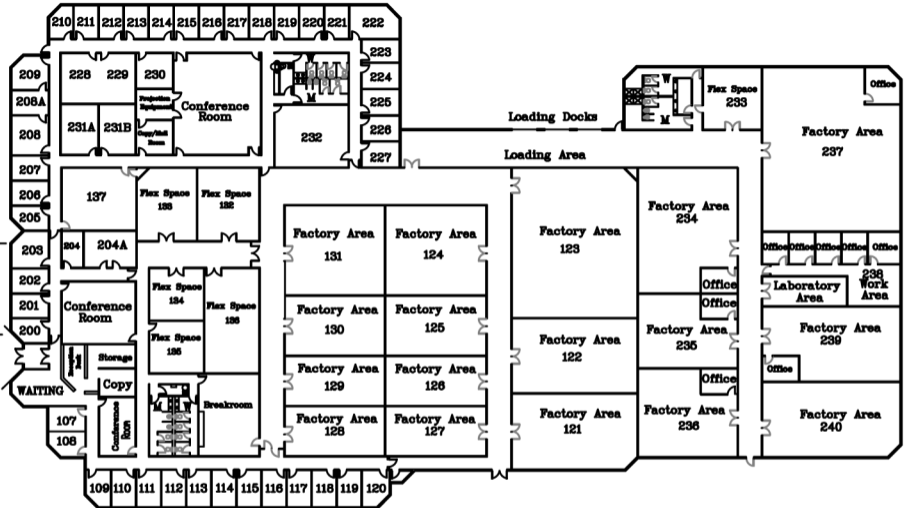 210 211 212 213 214 215 216 217 218 219 220 221 222
209
208A
208
207
206
205
203
202
201
200
228 229 230
Projection
Equipment
Copy/Mail
Room
231A 231B
Conference
Room
W
M
232
223
224
225
226
227
Loading Docks
Loading Area
W
M
Flex Space
233
Office
Factory Area
237
137
Flex Space
133
Flex Space
132
204 204A
Conference
Room
Flex Space
134
Flex Space
135
Flex Space
136
Reception
Desk
Storage
Copy
WAITING
Conference
Room
M W
Breakroom
107
108
109 110 111 112 113 114 115 116 117 118 119 120
Factory Area
131
Factory Area
124
Factory Area
130
Factory Area
125
Factory Area
129
Factory Area
126
Factory Area
128
Factory Area
127
Factory Area
123
Factory Area
122
Factory Area
121
Factory Area
234
Office
Office
Factory Area
235
Office
Factory Area
236
Office Office Office Office Office
238
Laboratory
Area
Work
Area
Factory Area
239
Office
Factory Area
240